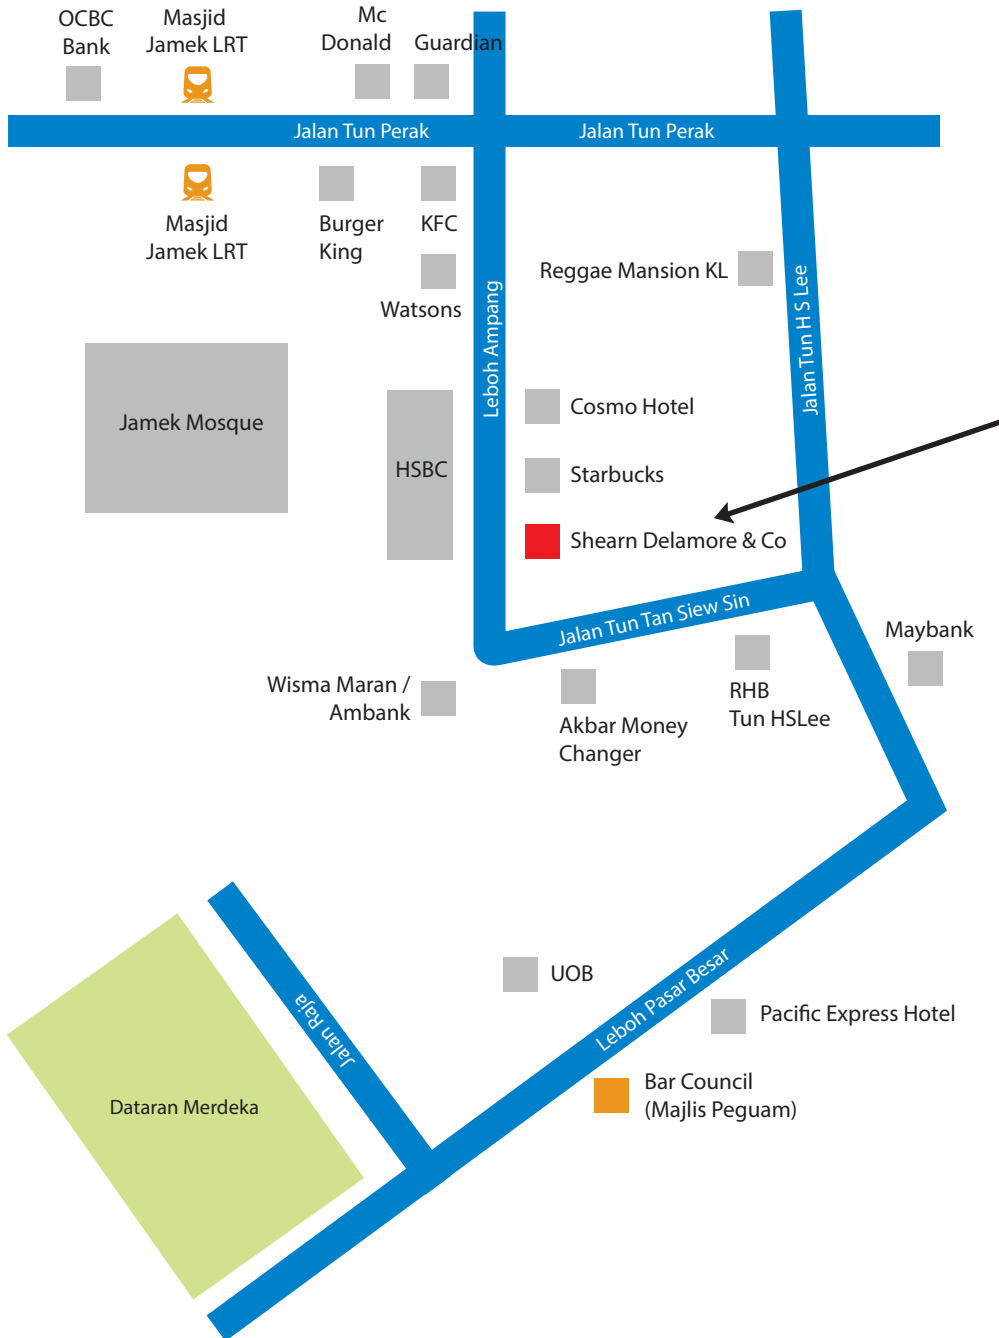 OCBC
Bank
Masjid
Jamek LRT
Mc
Donald
Guardian
Jalan Tun Perak
Jalan Tun Perak
Masjid
Jamek LRT
Burger
King
KFC
Watsons
Reggae Mansion KL
Leboh Ampang
Jalan Tun H S Lee
Jamek Mosque
HSBC
Cosmo Hotel
Starbucks
Shearn Delamore & Co
Jalan Tun Tan Siew Sin
Maybank
Wisma Maran /
Ambank
Akbar Money
Changer
RHB
Tun HSLee
UOB
Leboh Pasar Besar
Pacific Express Hotel
Jalan Raja
Bar Council
(Majlis Peguam)
Dataran Merdeka